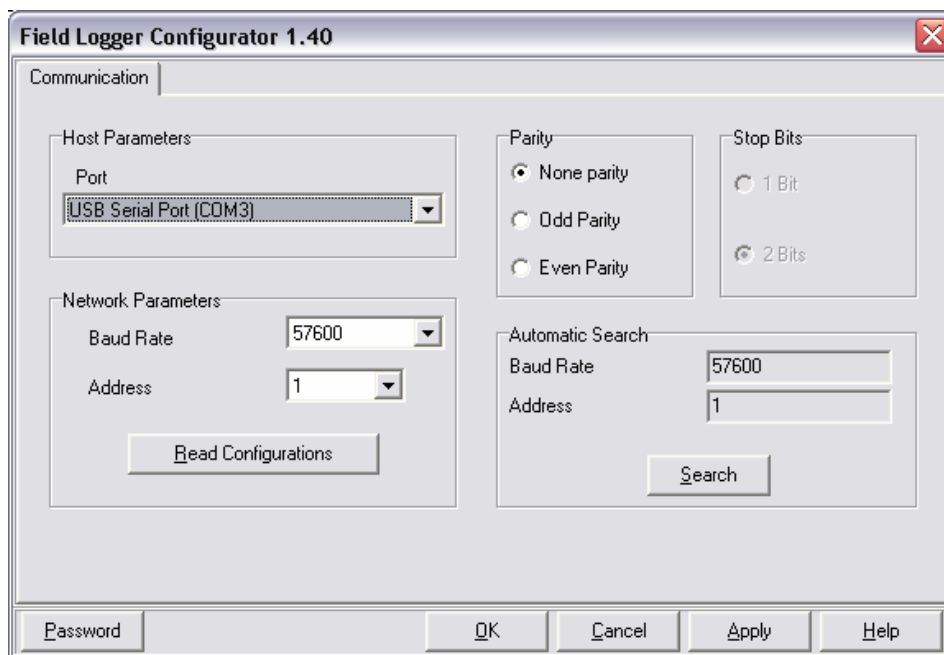 Field Logger Configurator 1.40
Communication
Host Parameters
Port
USB Serial Port (COM3)
Network Parameters
Baud Rate
57600
Address
1
Read Configurations
Parity
None parity
Odd Parity
Even Parity
Stop Bits
1 Bit
2 Bits
Automatic Search
Baud Rate
57600
Address
1
Search
Password
OK
Cancel
Apply
Help